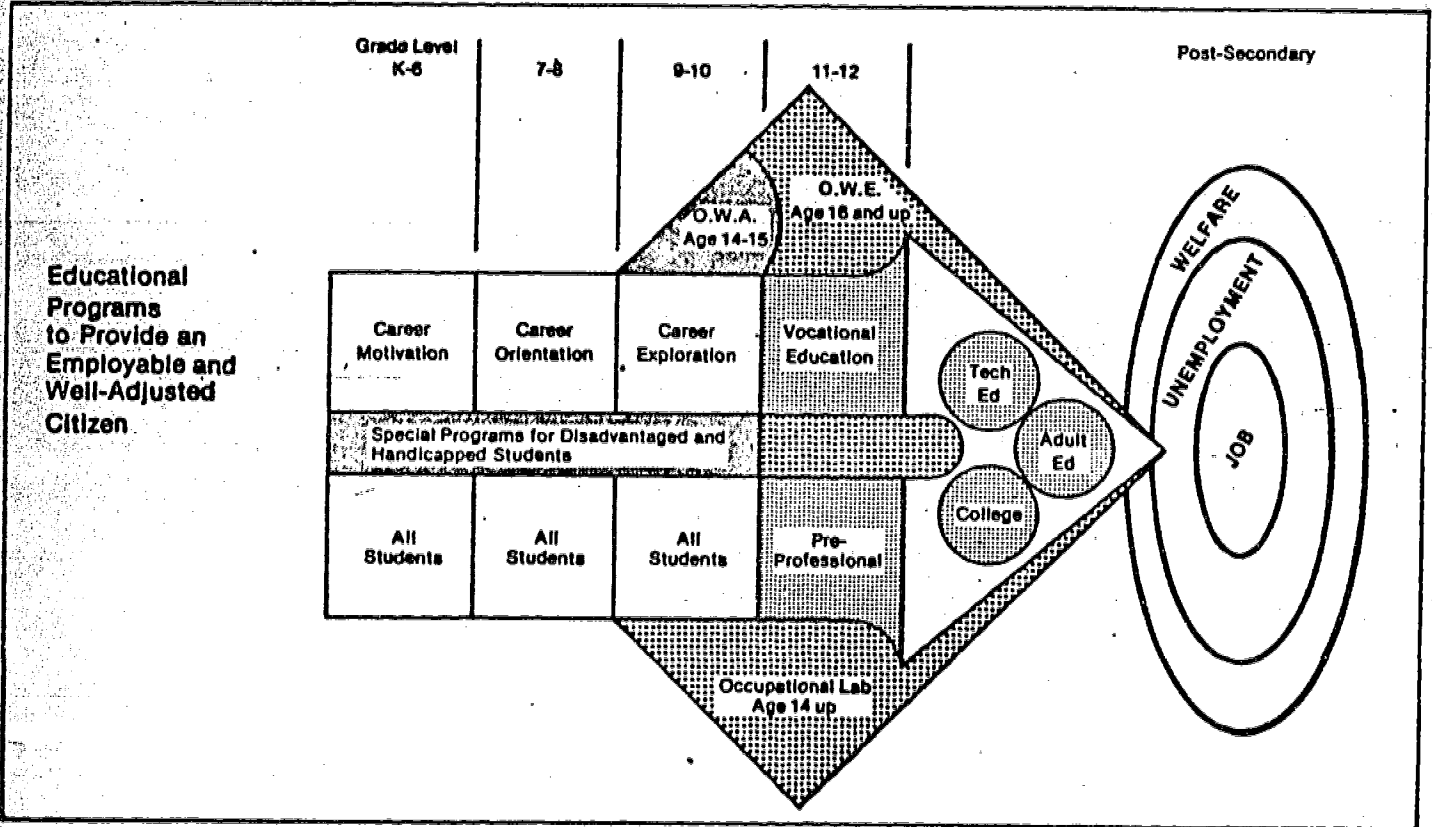 Grade Level
K-6
7-8
9-10
11-12
Post-Secondary
O.W.A.
Age 14-15
O.W.E.
Age 16 and up
Educational
Programs
to Provide an
Employable and
Well-Adjusted
Citizen
Career
Motivation
Career
Orientation
Career
Exploration
Vocational
Education
Special Programs for Disadvantaged and
Handicapped Students
All
Students
All
Students
All
Students
Pre-
Professional
Tech
Ed
Adult
Ed
College
Occupational Lab
Age 14 up
WELFARE
UNEMPLOYMENT
JOB